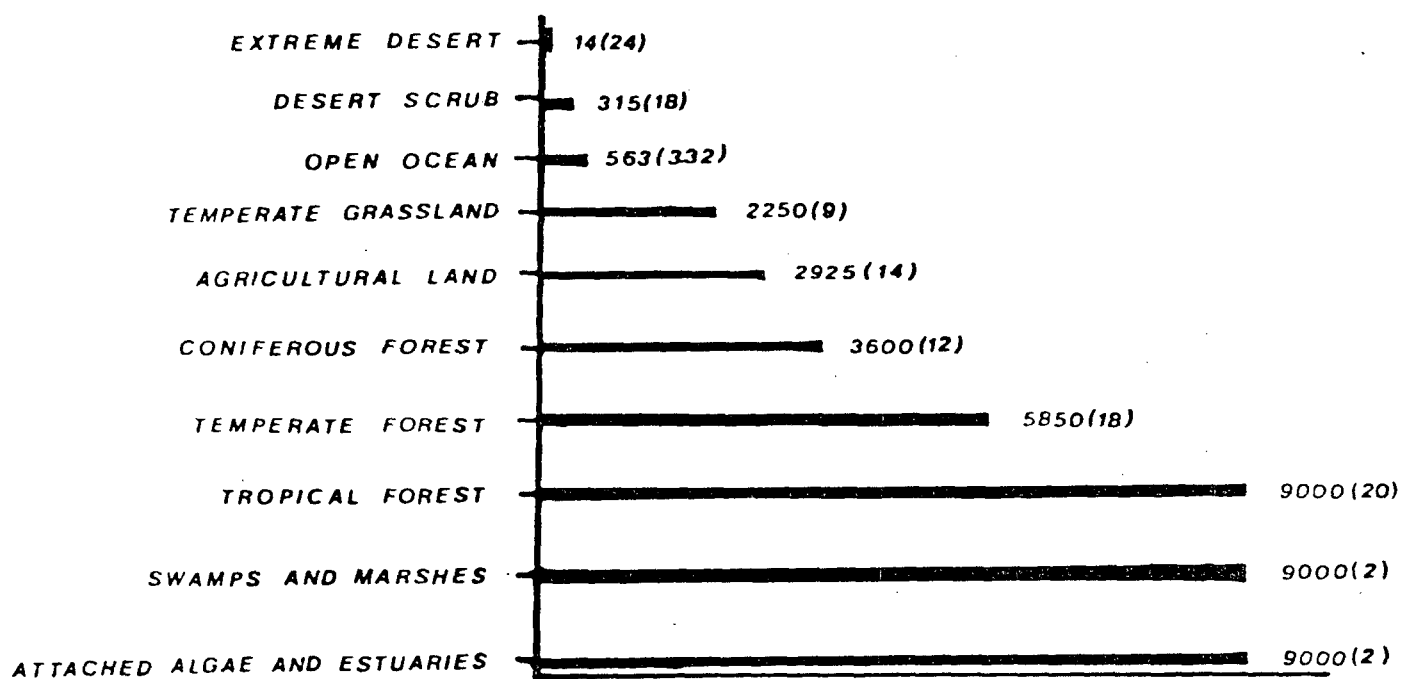 EXTREME DESERT 14(24)
DESERT SCRUB 315(18)
OPEN OCEAN 563(332)
TEMPERATE GRASSLAND 2250(9)
AGRICULTURAL LAND 2925(14)
CONIFEROUS FOREST 3600(12)
TEMPERATE FOREST 5850(18)
TROPICAL FOREST 9000(20)
SWAMPS AND MARSHES 9000(2)
ATTACHED ALGAE AND ESTUARIES 9000(2)